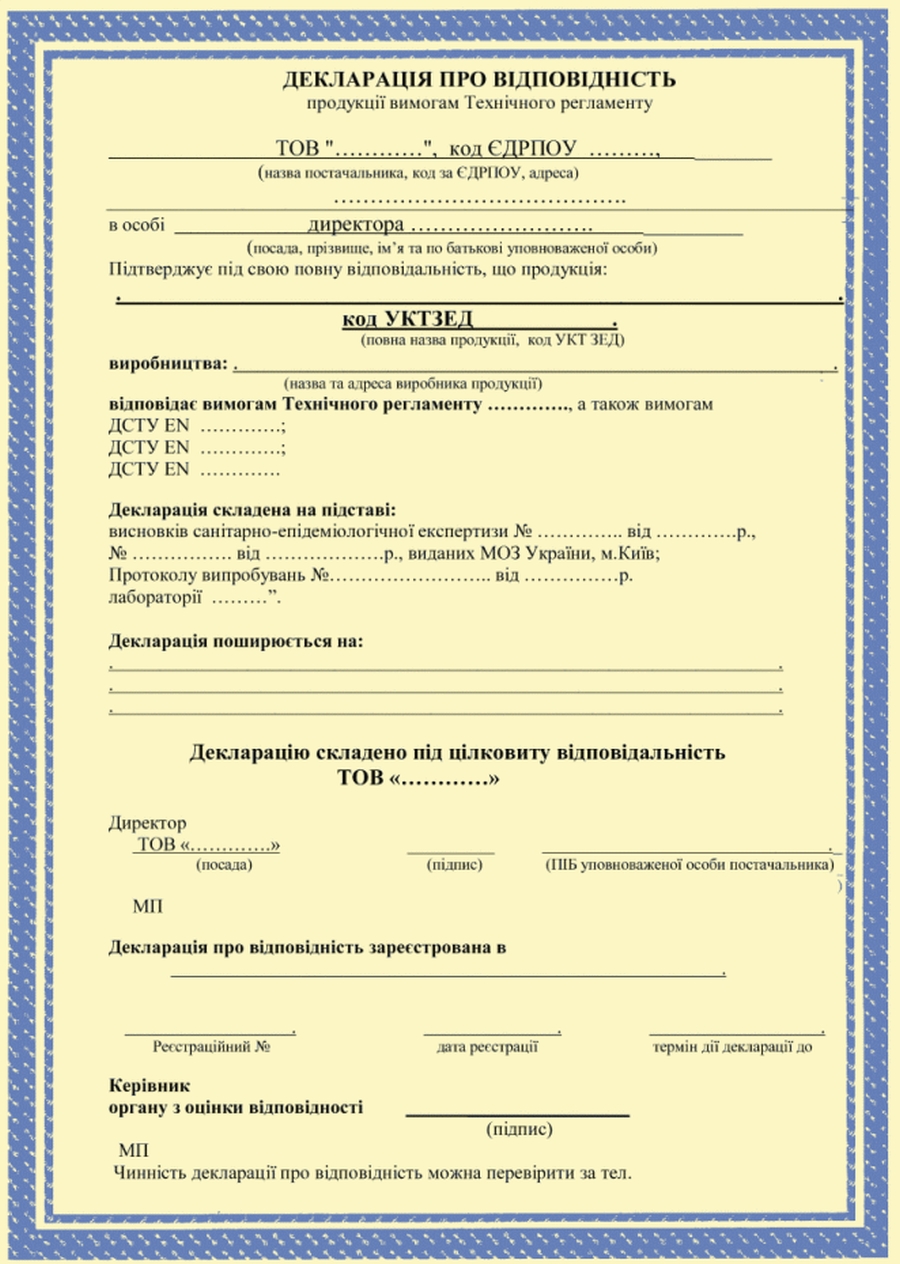 ДЕКЛАРАЦІЯ ПРО ВІДПОВІДНІСТЬ
продукції вимогам Технічного регламенту
ТОВ "…………", код ЄДРПОУ ………,
(назва постачальника, код за ЄДРПОУ, адреса)
………………………………….
в особі директора …………………….
(посада, прізвище, ім’я та по батькові уповноваженої особи)
Підтверджує під свою повну відповідальність, що продукція:
. .
код УКТЗЕД________.
(повна назва продукції, код УКТ ЗЕД)
виробництва: . .
(назва та адреса виробника продукції)
відповідає вимогам Технічного регламенту …………., а також вимогам
ДСТУ EN ………….;
ДСТУ EN ………….;
ДСТУ EN ………….
Декларація складена на підставі:
висновків санітарно-епідеміологічної експертизи № ………….. від ………….р.,
№ ……………. від ……………….р., виданих МОЗ України, м.Київ;
Протоколу випробувань №…………………….. від ……………р.
лабораторії ………”.
Декларація поширюється на:
. .
. .
. .
Декларацію складено під цілковиту відповідальність
ТОВ «…………»
Директор
ТОВ «………….»
(посада) (підпис) (ПІБ уповноваженої особи постачальника)
)
МП
Декларація про відповідність зареєстрована в
.
. . .
Реєстраційний № дата реєстрації термін дії декларації до
Керівник
органу з оцінки відповідності
(підпис)
МП
Чинність декларації про відповідність можна перевірити за тел.